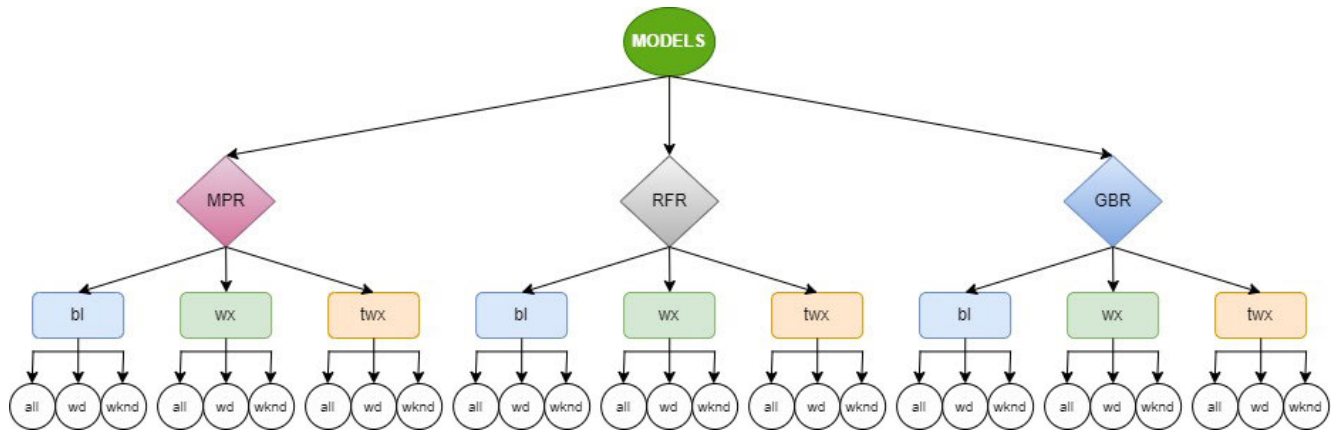 MODELS
MPR RFR GBR
bl wx twx bl wx twx bl wx twx
all wd wknd all wd wknd all wd wknd all wd wknd all wd wknd all wd wknd all wd wknd all wd wknd all wd wknd